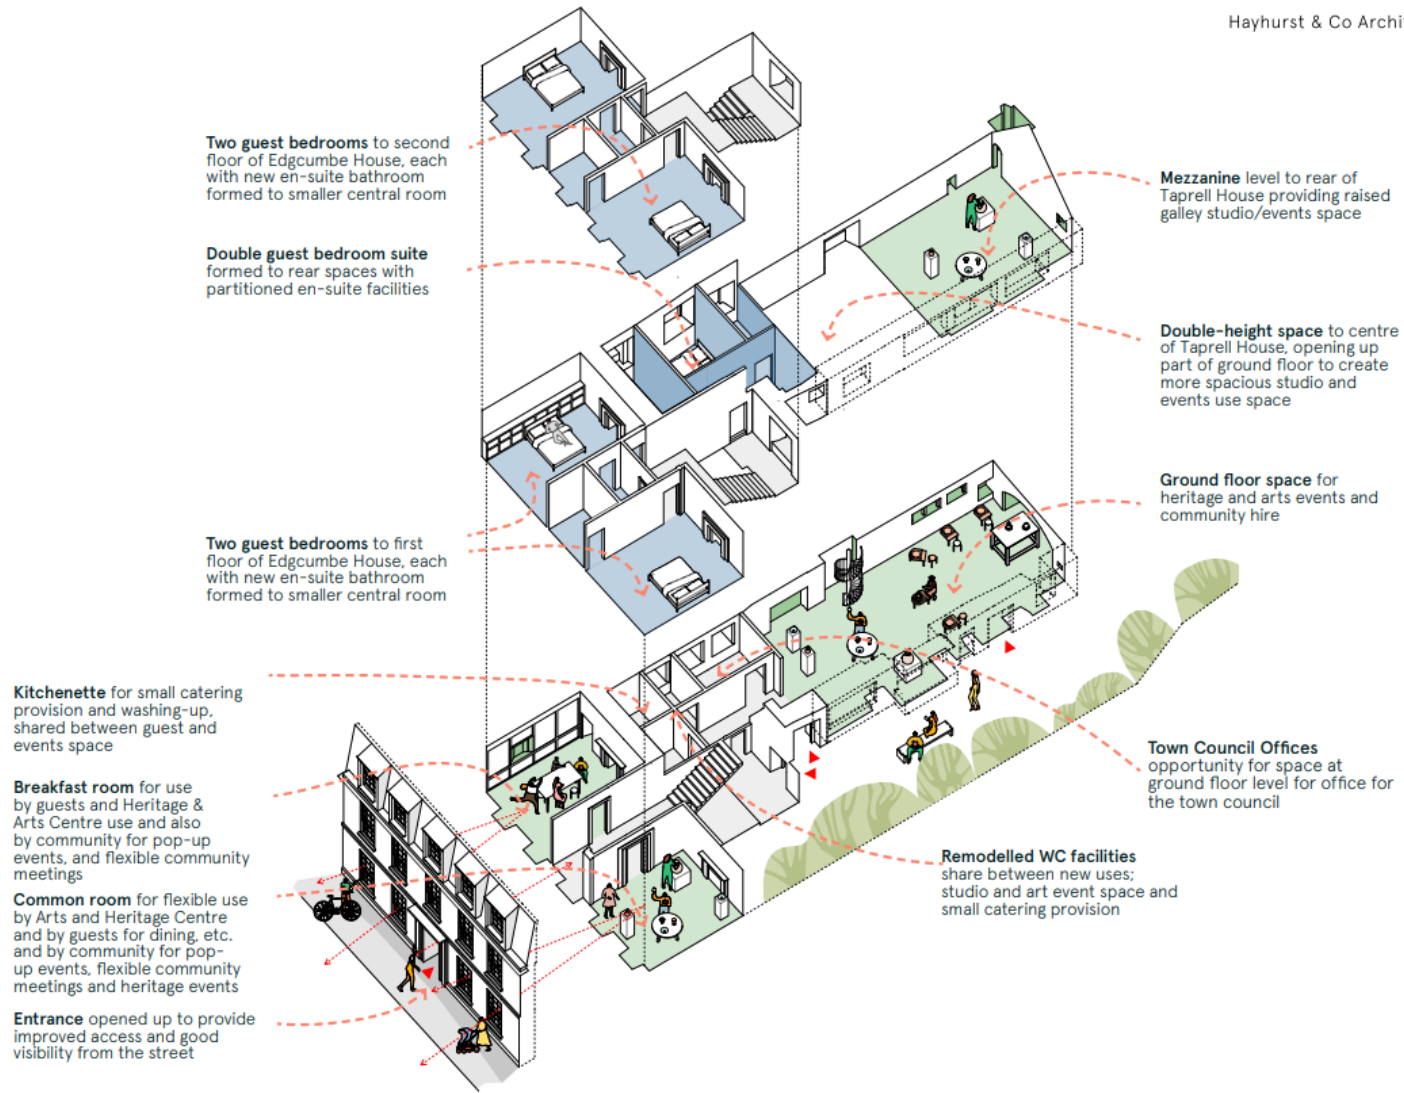 Hayhurst & Co Archi
Two guest bedrooms to second
floor of Edgcumbe House, each
with new en-suite bathroom
formed to smaller central room
Double guest bedroom suite
formed to rear spaces with
partitioned en-suite facilities
Mezzanine level to rear of
Taprell House providing raised
galley studio/events space
Double-height space to centre
of Taprell House, opening up
part of ground floor to create
more spacious studio and
events use space
Ground floor space for
heritage and arts events and
community hire
Two guest bedrooms to first
floor of Edgcumbe House, each
with new en-suite bathroom
formed to smaller central room
Kitchenette for small catering
provision and washing-up,
shared between guest and
events space
Breakfast room for use
by guests and Heritage &
Arts Centre use and also
by community for pop-up
events, and flexible community
meetings
Common room for flexible use
by Arts and Heritage Centre
and by guests for dining, etc.
and by community for pop-
up events, flexible community
meetings and heritage events
Entrance opened up to provide
improved access and good
visibility from the street
Town Council Offices
opportunity for space at
ground floor level for office for
the town council
Remodelled WC facilities
share between new uses;
studio and art event space and
small catering provision